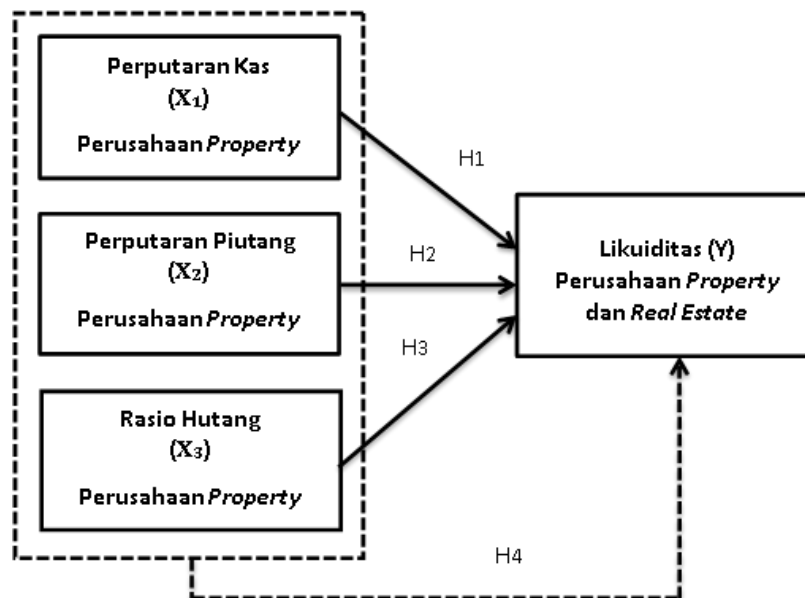 Perputaran Kas
(X₁)
Perusahaan Property
H1
Perputaran Piutang
(X₂)
Perusahaan Property
H2
Likuiditas (Y)
Perusahaan Property
dan Real Estate
H3
Rasio Hutang
(X₃)
Perusahaan Property
H4